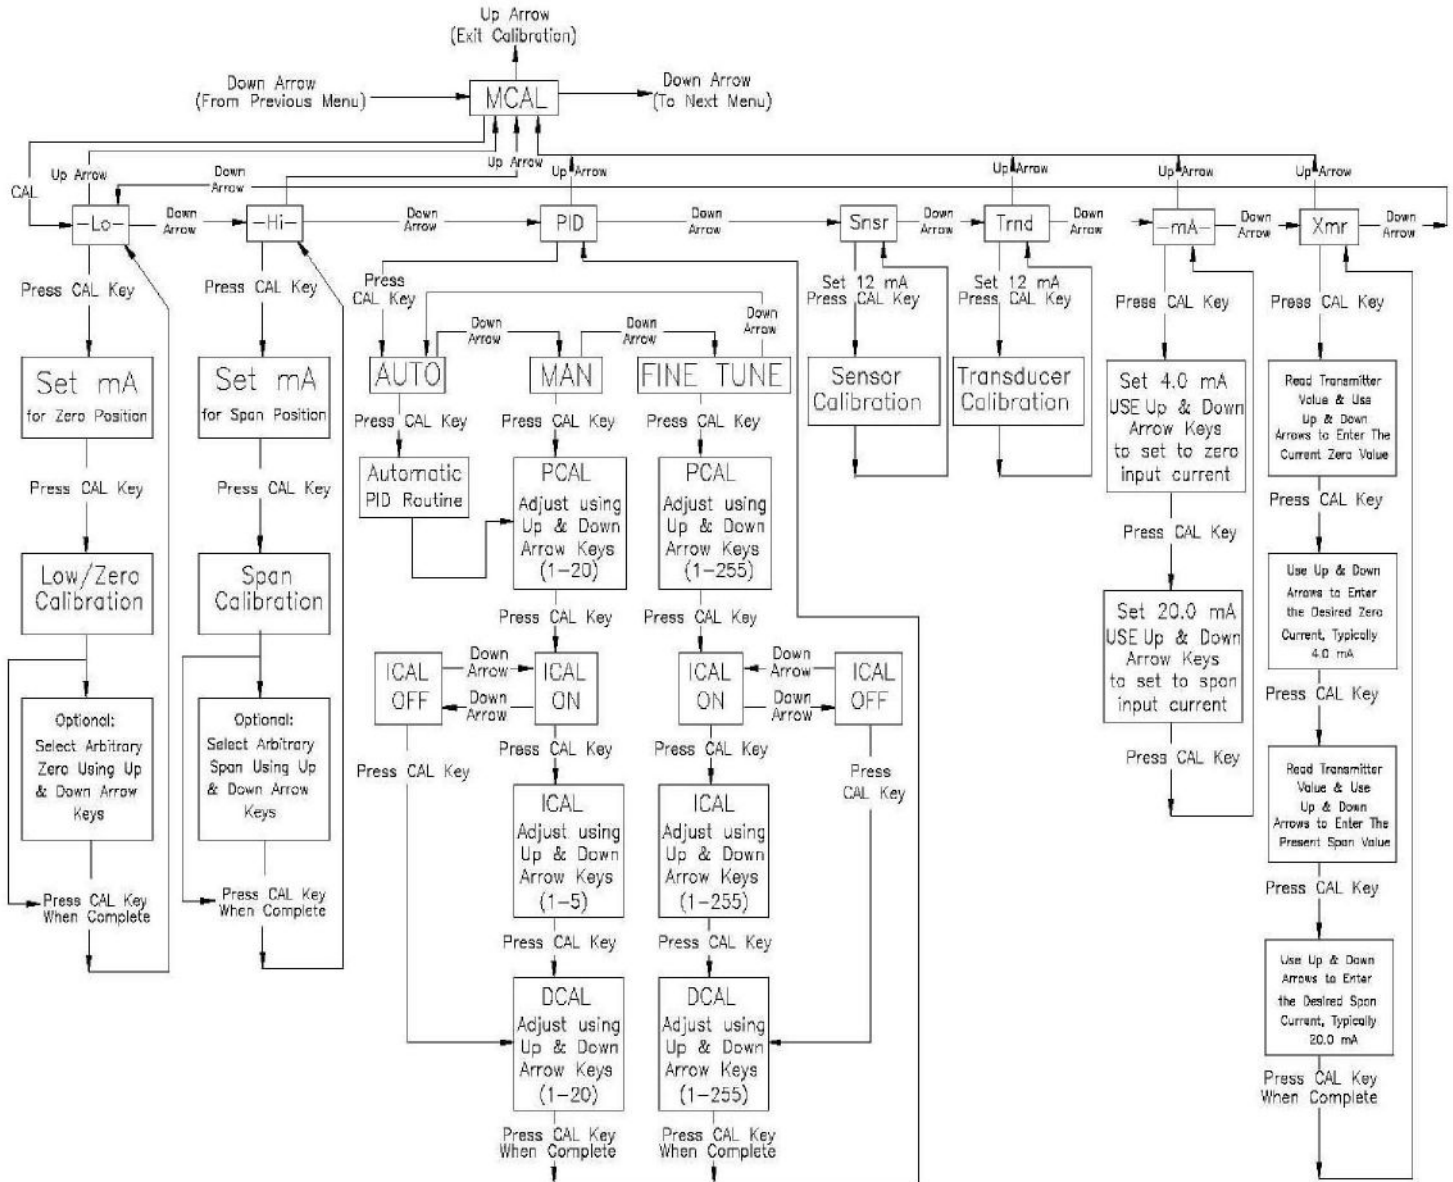 Up Arrow
(Exit Calibration)
Down Arrow
(From Previous Menu)
MCAL
Down Arrow
(To Next Menu)
CAL
Up Arrow
Down
Arrow
Up Arrow
Up Arrow
Up Arrow
Up Arrow
Up Arrow
-Lo-
Down
Arrow
-Hi-
Down
Arrow
PID
Down
Arrow
Snsr
Down
Arrow
Trnd
Down
Arrow
-mA-
Down
Arrow
Xmr
Down
Arrow
Press CAL Key
Set mA
for Zero Position
Press CAL Key
Low/Zero
Calibration
Optional:
Select Arbitrary
Zero Using Up
& Down Arrow
Keys
Press CAL Key
When Complete
Press CAL Key
Set mA
for Span Position
Press CAL Key
Span
Calibration
Optional:
Select Arbitrary
Span Using Up
& Down Arrow
Keys
Press CAL Key
When Complete
Press
CAL Key
Down
Arrow
Down
Arrow
Down
Arrow
AUTO
MAN
FINE TUNE
Press CAL Key
Automatic
PID Routine
Press CAL Key
PCAL
Adjust using
Up & Down
Arrow Keys
(1-20)
Press CAL Key
ICAL
OFF
Down
Arrow
Down
Arrow
ICAL
ON
Press CAL Key
Press CAL Key
ICAL
Adjust using
Up & Down
Arrow Keys
(1-5)
Press CAL Key
DCAL
Adjust using
Up & Down
Arrow Keys
(1-20)
Press CAL Key
When Complete
Press CAL Key
PCAL
Adjust using
Up & Down
Arrow Keys
(1-255)
Press CAL Key
ICAL
ON
Down
Arrow
Down
Arrow
ICAL
OFF
Press CAL Key
Press
CAL Key
ICAL
Adjust using
Up & Down
Arrow Keys
(1-255)
Press CAL Key
DCAL
Adjust using
Up & Down
Arrow Keys
(1-255)
Press CAL Key
When Complete
Set 12 mA
Press CAL Key
Sensor
Calibration
Set 12 mA
Press CAL Key
Transducer
Calibration
Press CAL Key
Set 4.0 mA
USE Up & Down
Arrow Keys
to set to zero
input current
Press CAL Key
Set 20.0 mA
USE Up & Down
Arrow Keys
to set to span
input current
Press CAL Key
Press CAL Key
Read Transmitter
Value & Use
Up & Down
Arrows to Enter The
Current Zero Value
Press CAL Key
Use Up & Down
Arrows to Enter
the Desired Zero
Current, Typically
4.0 mA
Press CAL Key
Read Transmitter
Value & Use
Up & Down
Arrows to Enter The
Present Span Value
Press CAL Key
Use Up & Down
Arrows to Enter
the Desired Span
Current, Typically
20.0 mA
Press CAL Key
When Complete